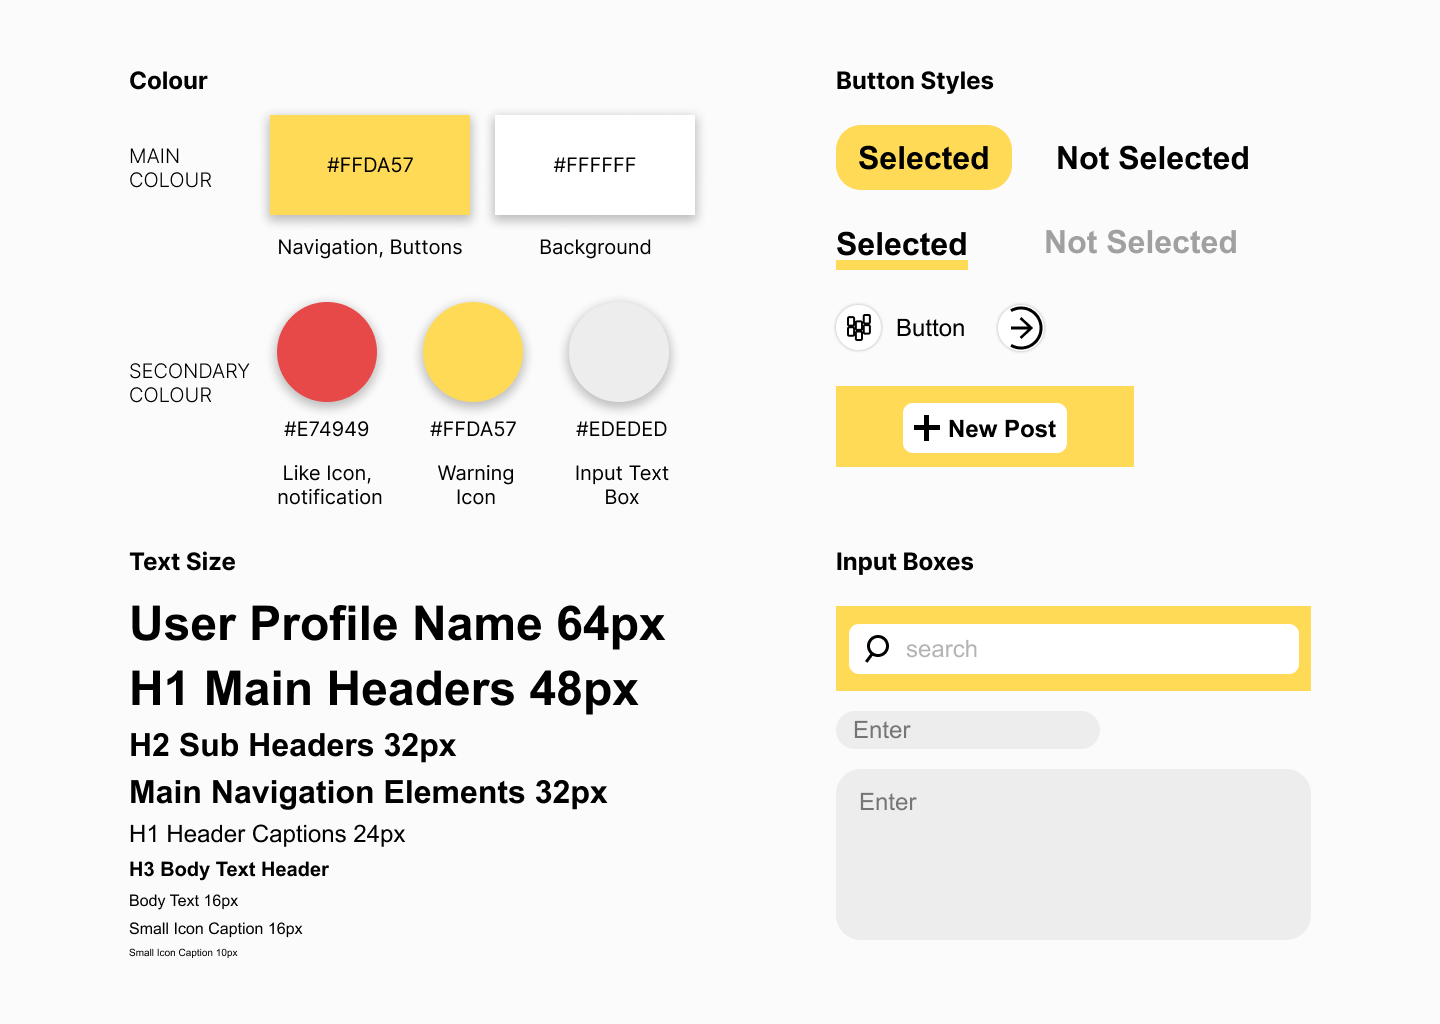 Colour
MAIN
COLOUR
#FFDA57
#FFFFFF
Navigation, Buttons
Background
SECONDARY
COLOUR
#E74949
#FFDA57
#EDEDED
Like Icon,
notification
Warning
Icon
Input Text
Box
Button Styles
Selected
Not Selected
Selected
Not Selected
Button
New Post
Text Size
User Profile Name 64px
H1 Main Headers 48px
H2 Sub Headers 32px
Main Navigation Elements 32px
H1 Header Captions 24px
H3 Body Text Header
Body Text 16px
Small Icon Caption 16px
Small Icon Caption 10px
Input Boxes
search
Enter
Enter